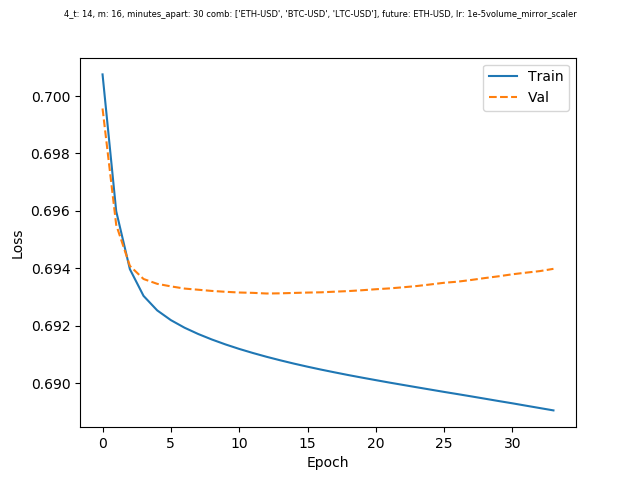 4_t: 14, m: 16, minutes_apart: 30 comb: ['ETH-USD', 'BTC-USD', 'LTC-USD'], future: ETH-USD, lr: 1e-5volume_mirror_scaler
Train
Val
0.700
0.698
0.696
0.694
0.692
0.690
Loss
0 5 10 15 20 25 30
Epoch